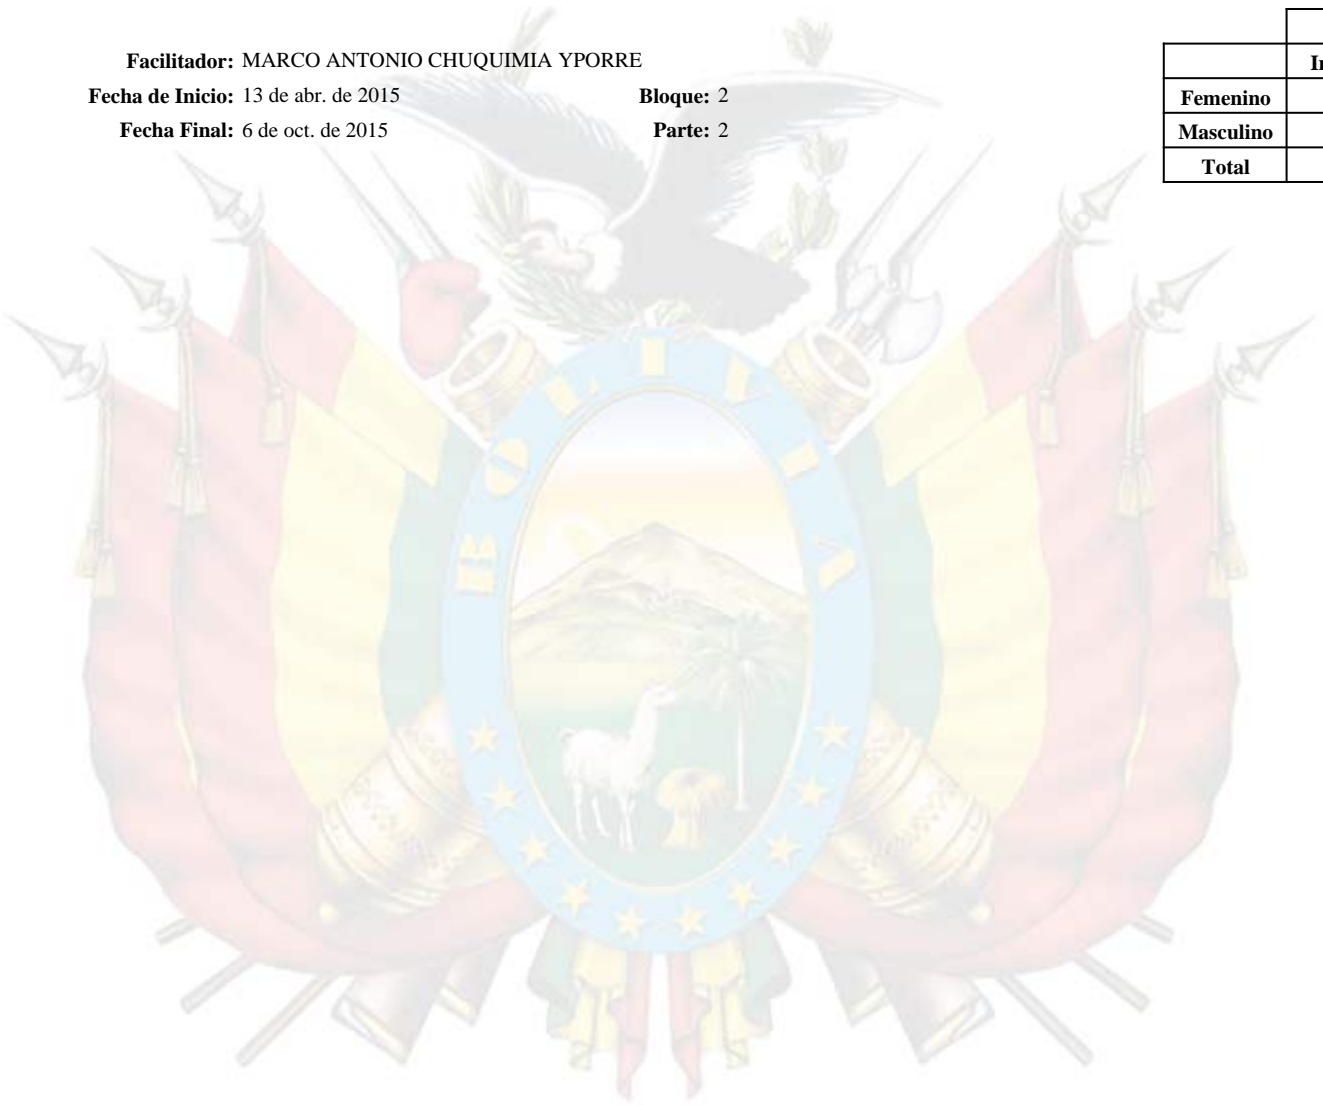 Facilitador: MARCO ANTONIO CHUQUIMIA YPORRE
Fecha de Inicio: 13 de abr. de 2015 Bloque: 2
Fecha Final: 6 de oct. de 2015 Parte: 2
Femenino
Masculino
Total
BOLIVIA